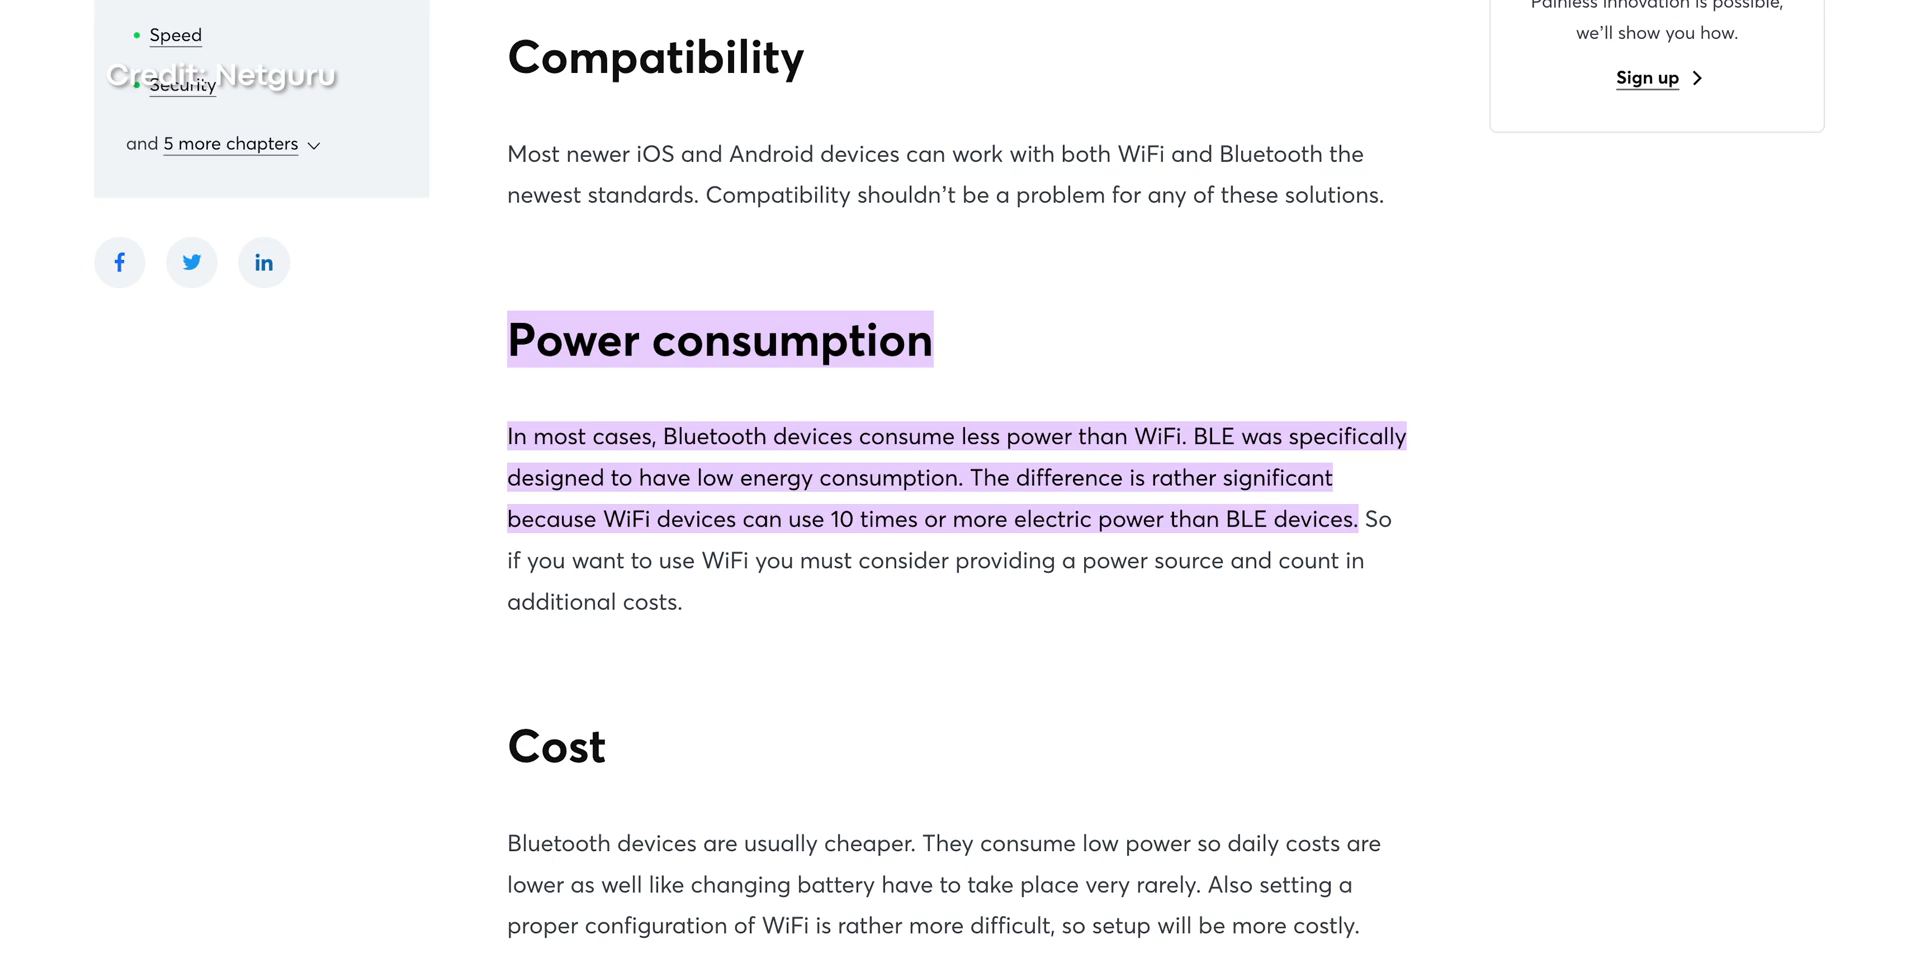 Speed
Credit: Netguru
Security
and 5 more chapters
Compatibility
Most newer iOS and Android devices can work with both WiFi and Bluetooth the
newest standards. Compatibility shouldn’t be a problem for any of these solutions.
Power consumption
In most cases, Bluetooth devices consume less power than WiFi. BLE was specifically
designed to have low energy consumption. The difference is rather significant
because WiFi devices can use 10 times or more electric power than BLE devices. So
if you want to use WiFi you must consider providing a power source and count in
additional costs.
Cost
Bluetooth devices are usually cheaper. They consume low power so daily costs are
lower as well like changing battery have to take place very rarely. Also setting a
proper configuration of WiFi is rather more difficult, so setup will be more costly.
Painless innovation is possible,
we’ll show you how.
Sign up